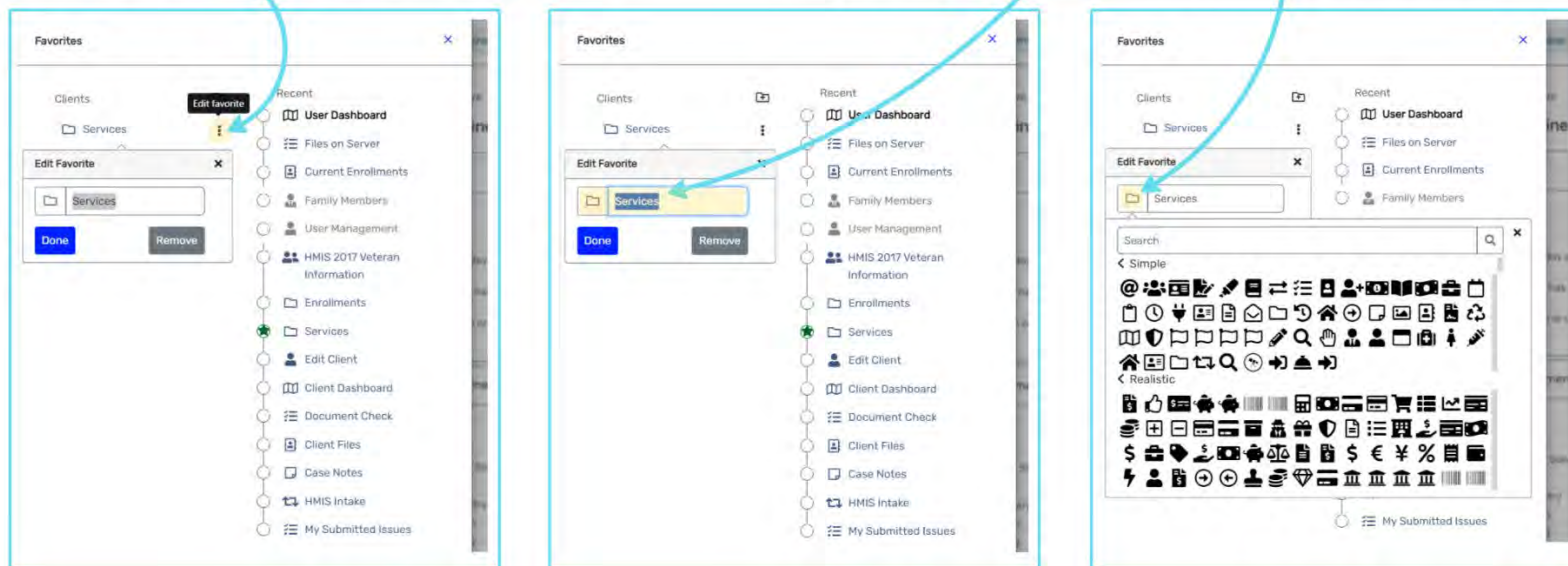 Favorites
Clients
Edit favorite
Services
Edit Favorite
Services
Done
Remove
Recent
User Dashboard
Files on Server
Current Enrollments
Family Members
User Management
HMIS 2017 Veteran
Information
Enrollments
Services
Edit Client
Client Dashboard
Document Check
Client Files
Case Notes
HMIS Intake
My Submitted Issues
Favorites
Clients
Services
Edit Favorite
Services
Done
Remove
Recent
User Dashboard
Files on Server
Current Enrollments
Family Members
User Management
HMIS 2017 Veteran
Information
Enrollments
Services
Edit Client
Client Dashboard
Document Check
Client Files
Case Notes
HMIS Intake
My Submitted Issues
Favorites
Clients
Services
Edit Favorite
Services
Recent
User Dashboard
Files on Server
Current Enrollments
Family Members
Search
Simple
Realistic
My Submitted Issues